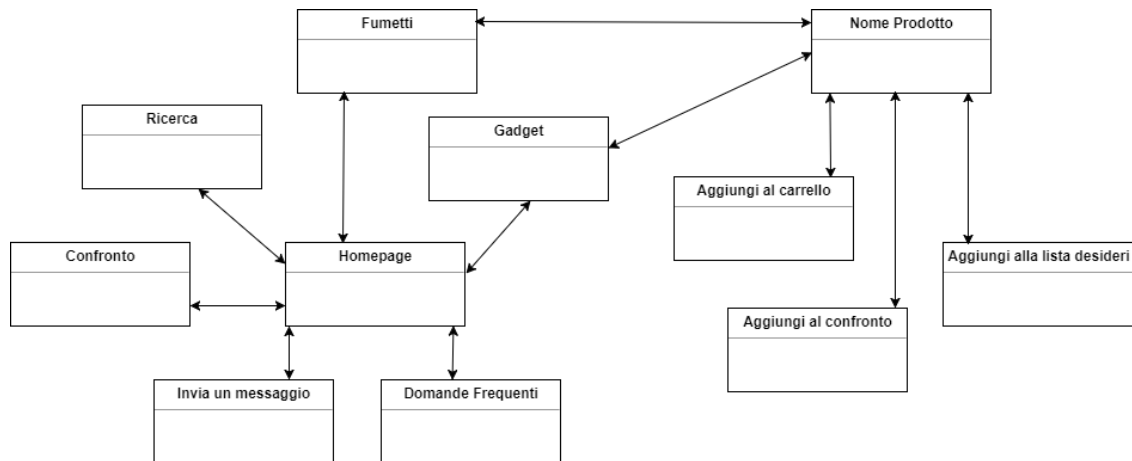 Fumetti
Nome Prodotto
Ricerca
Gadget
Aggiungi al carrello
Confronto
Homepage
Aggiungi alla lista desideri
Aggiungi al confronto
Invia un messaggio
Domande Frequenti